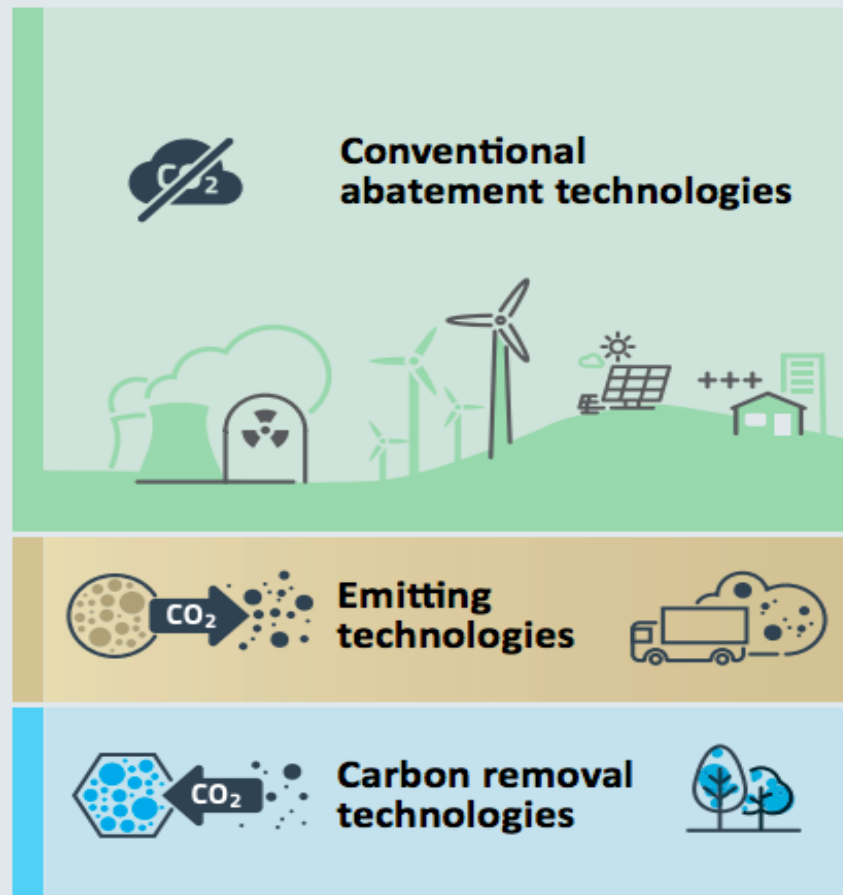 CO₂
Conventional
abatement technologies
+++
CO₂
Emitting
technologies
CO₂
Carbon removal
technologies